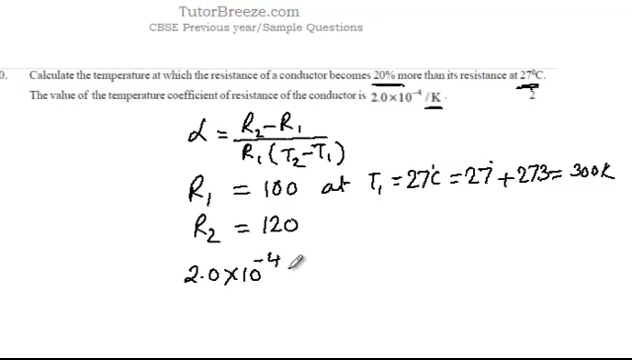 TutorBreeze.com
CBSE Previous year/Sample Questions
0. Calculate the temperature at which the resistance of a conductor becomes 20% more than its resistance at 27°C.
The value of the temperature coefficient of resistance of the conductor is 2.0×10⁻⁴ /K · 2
α = (R₂–R₁) / (R₁(T₂–T₁))
R₁ = 100 at T₁ = 27°C = 27 + 273 = 300K
R₂ = 120
2.0×10⁻⁴